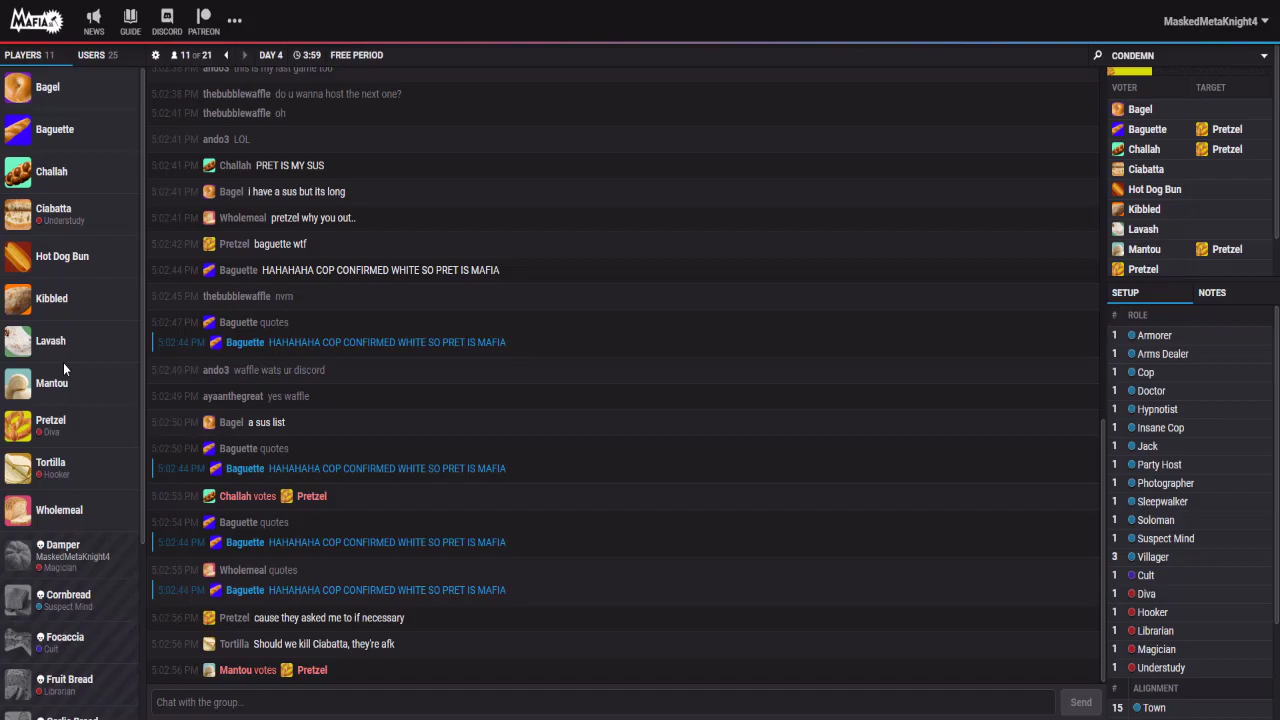 MAFIA
NEWS
GUIDE
DISCORD
PATREON
MaskedMetaKnight4
PLAYERS 11
USERS 25
11 OF 21
DAY 4
3:59
FREE PERIOD
Bagel
Baguette
Challah
Ciabatta
Understudy
Hot Dog Bun
Kibbled
Lavash
Mantou
Pretzel
Diva
Tortilla
Hooker
Wholemeal
Damper
MaskedMetaKnight4
Magician
Cornbread
Suspect Mind
Focaccia
Cult
Fruit Bread
Librarian
5:02:38 PM ando3 this is my last game too
5:02:38 PM thebubblewaffle do u wanna host the next one?
5:02:41 PM thebubblewaffle oh
5:02:41 PM ando3 LOL
5:02:41 PM Challah PRET IS MY SUS
5:02:41 PM Bagel i have a sus but its long
5:02:41 PM Wholemeal pretzel why you out..
5:02:42 PM Pretzel baguette wtf
5:02:44 PM Baguette HAHAHAHA COP CONFIRMED WHITE SO PRET IS MAFIA
5:02:45 PM thebubblewaffle nvm
5:02:47 PM Baguette quotes
5:02:44 PM Baguette HAHAHAHA COP CONFIRMED WHITE SO PRET IS MAFIA
5:02:49 PM ando3 waffle wats ur discord
5:02:49 PM ayaanthegreat yes waffle
5:02:50 PM Bagel a sus list
5:02:50 PM Baguette quotes
5:02:44 PM Baguette HAHAHAHA COP CONFIRMED WHITE SO PRET IS MAFIA
5:02:53 PM Challah votes Pretzel
5:02:54 PM Baguette quotes
5:02:44 PM Baguette HAHAHAHA COP CONFIRMED WHITE SO PRET IS MAFIA
5:02:55 PM Wholemeal quotes
5:02:44 PM Baguette HAHAHAHA COP CONFIRMED WHITE SO PRET IS MAFIA
5:02:56 PM Pretzel cause they asked me to if necessary
5:02:56 PM Tortilla Should we kill Ciabatta, they're afk
5:02:56 PM Mantou votes Pretzel
Chat with the group...
Send
CONDEMN
VOTER TARGET
Bagel
Baguette Pretzel
Challah Pretzel
Ciabatta
Hot Dog Bun
Kibbled
Lavash
Mantou Pretzel
Pretzel
SETUP NOTES
# ROLE
1 Armorer
1 Arms Dealer
1 Cop
1 Doctor
1 Hypnotist
1 Insane Cop
1 Jack
1 Party Host
1 Photographer
1 Sleepwalker
1 Soloman
1 Suspect Mind
3 Villager
1 Cult
1 Diva
1 Hooker
1 Librarian
1 Magician
1 Understudy
# ALIGNMENT
15 Town